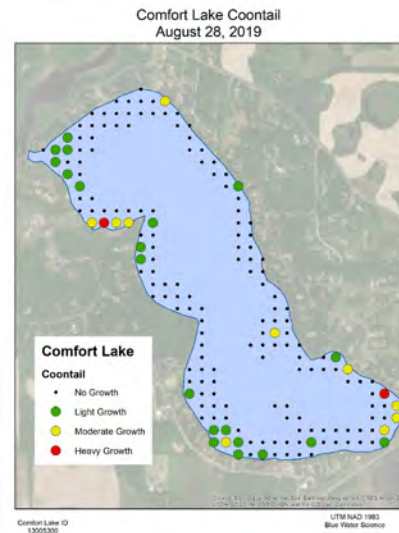 Comfort Lake Coontail
August 28, 2019
Comfort Lake
Coontail
No Growth
Light Growth
Moderate Growth
Heavy Growth
Comfort Lake ID
13005300
UTM NAD 1983
Blue Water Science